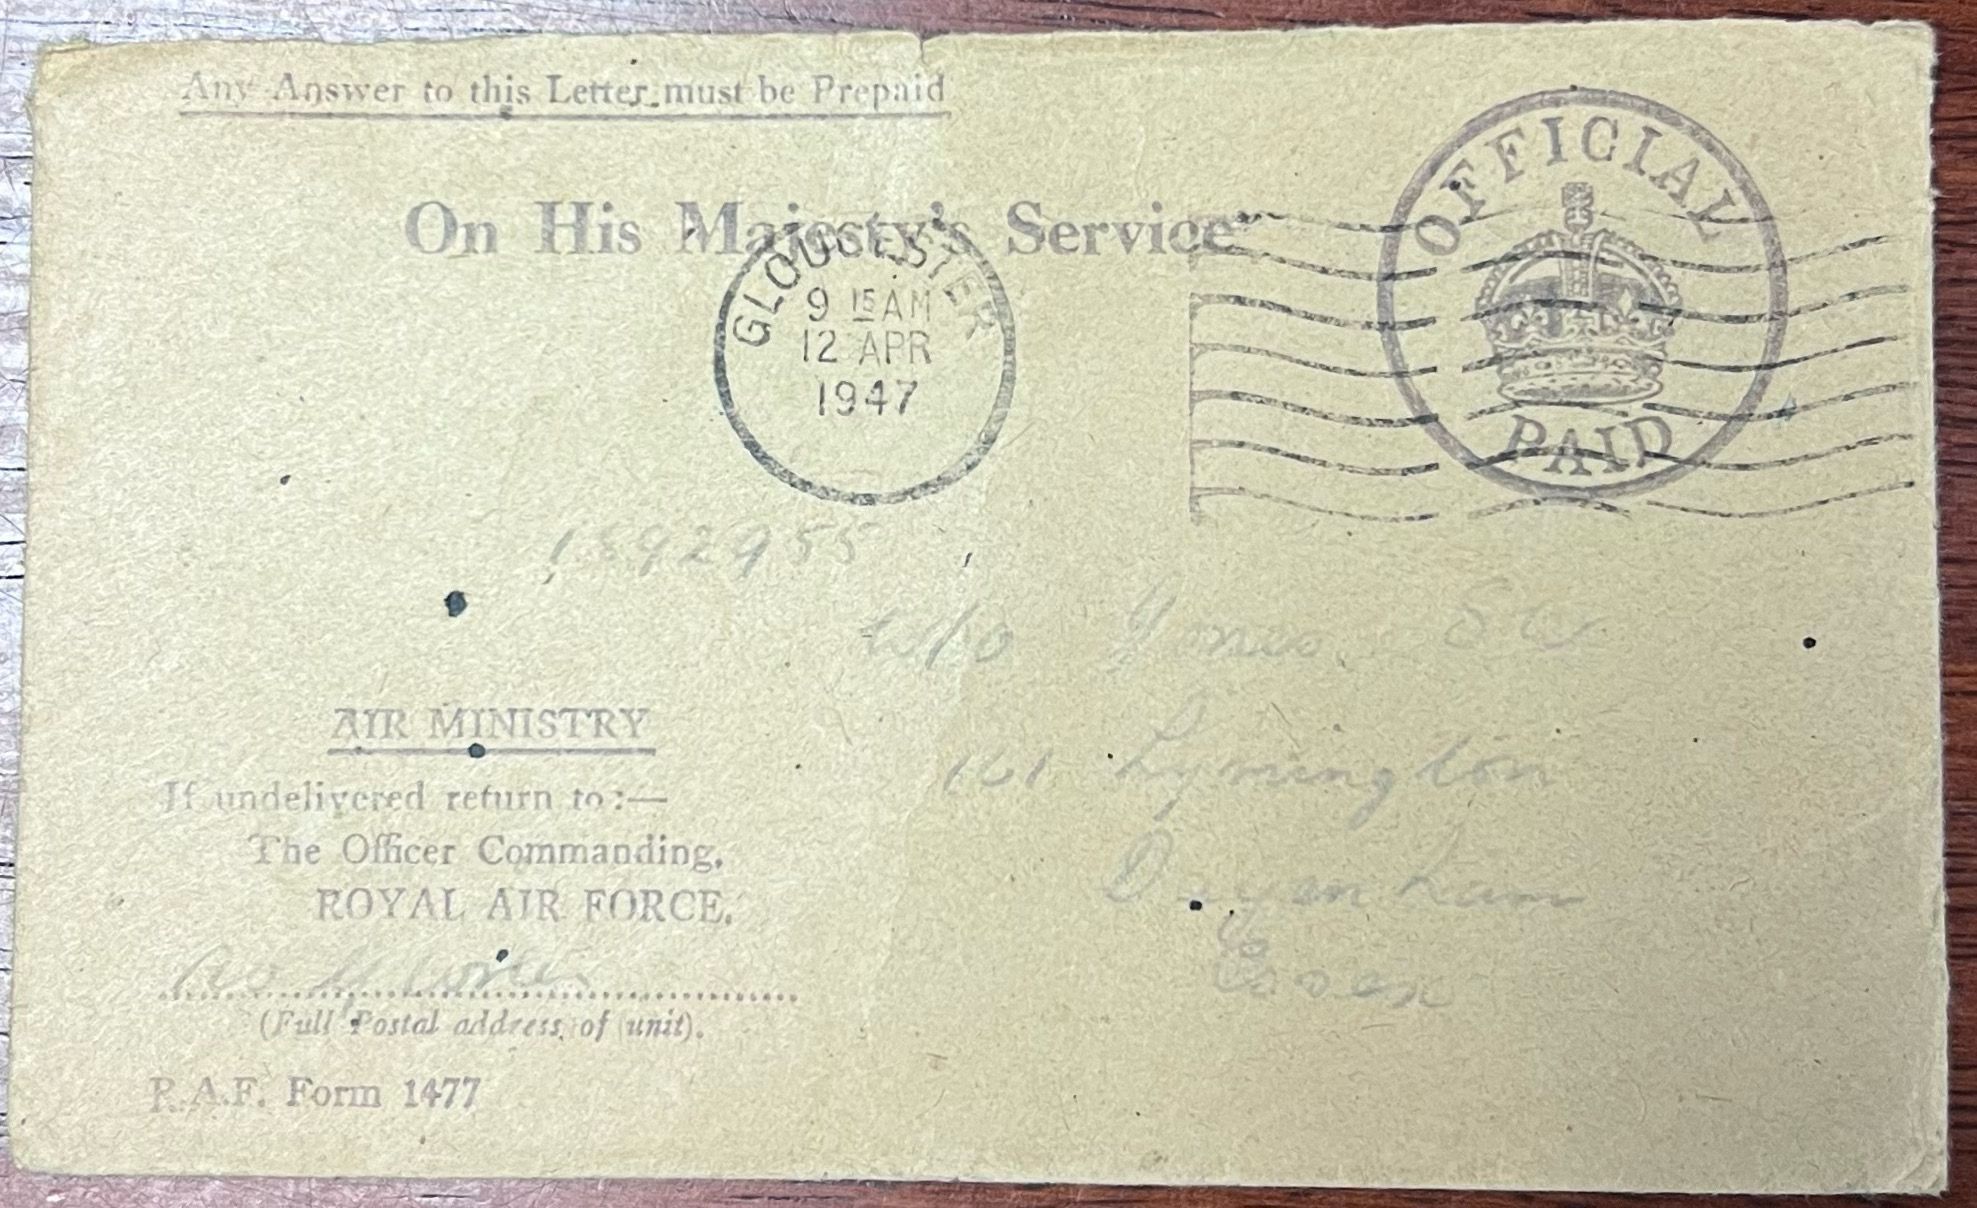 Any Answer to this Letter must be Prepaid
On His Majesty's Service
OFFICIAL
PAID
GLOUCESTER
9 15 AM
12 APR
1947
1592955
Jones
161 Lymington
Dagenham
Essex
AIR MINISTRY
If undelivered return to:—
The Officer Commanding,
ROYAL AIR FORCE.
(Full Postal address of unit).
R.A.F. Form 1477